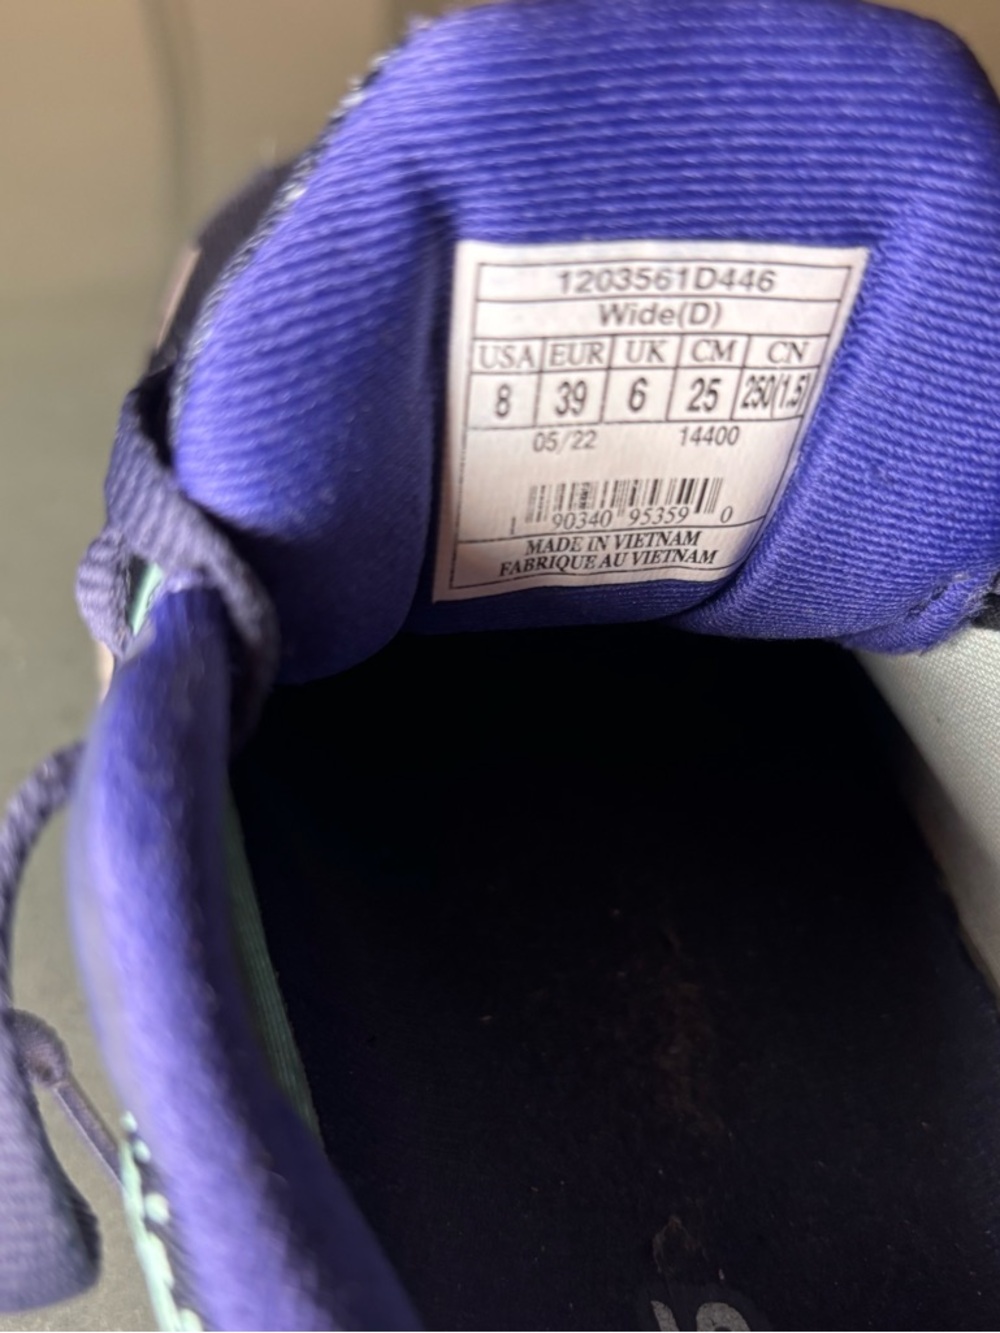 1203561D446
Wide(D)
USA EUR UK CM CN
8 39 6 25 250(1.5)
05/22 14400
1 90340 95359 0
MADE IN VIETNAM
FABRIQUE AU VIETNAM